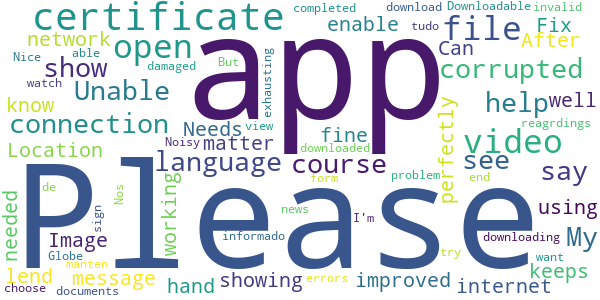 certificate
completed
download
Downloadable
invalid
network
open
app
enable
tudo
file
Fix
able
After
Nice
damaged
show
But
exhausting
Can
corrupted
watch
Unable
know
view
help
well
connection
Needs
fine
perfectly
reagrdings
Noisy
matter
video
Location
downloaded
language
course
see
say
Please
form
problem
end
de
Nos
news
I'm
needed
working
sign
using
Image
informado
downloading
My
Globe
manten
try
want
lend
message
hand
showing
errors
improved
internet
keeps
choose
documents